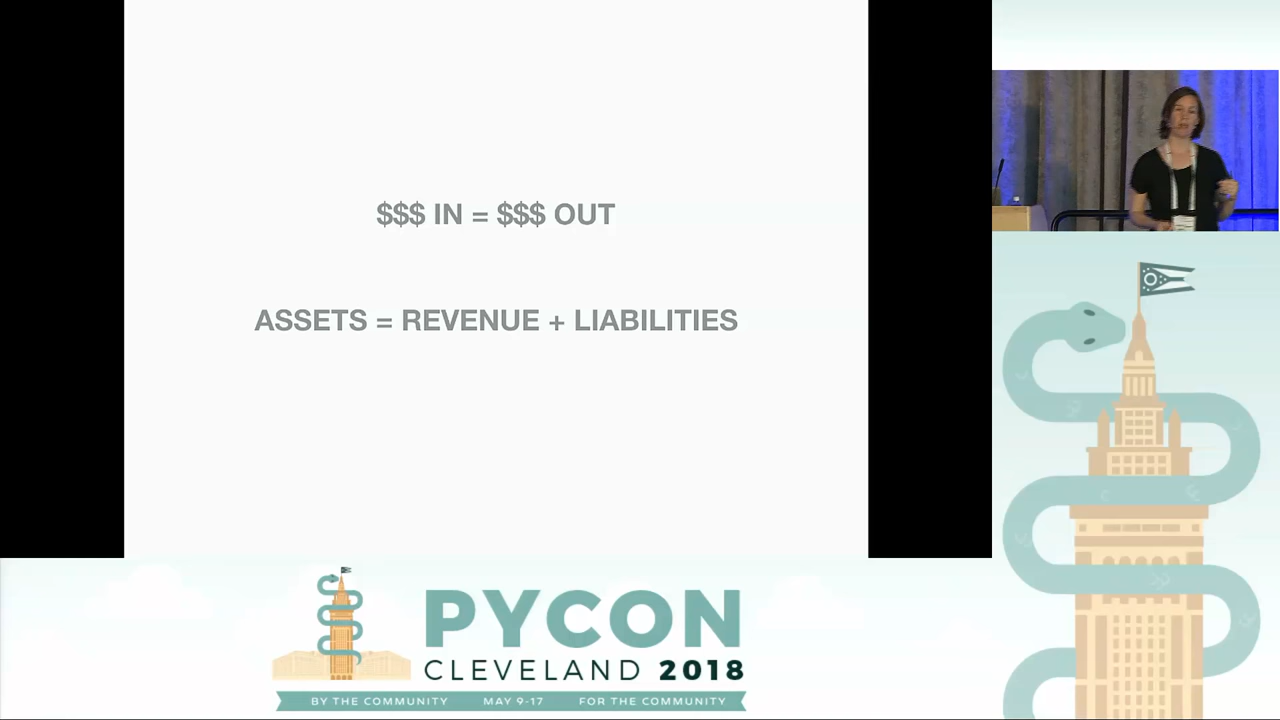 $$$ IN = $$$ OUT
ASSETS = REVENUE + LIABILITIES
PYCON
CLEVELAND 2018
BY THE COMMUNITY MAY 9-17 FOR THE COMMUNITY